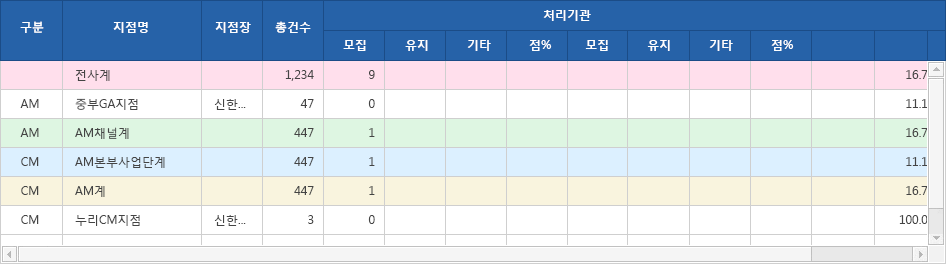 구분 지점명 지점장 총건수 처리기관
모집 유지 기타 점% 모집 유지 기타 점%
전사계 1,234 9 16.7
AM 중부GA지점 신한... 47 0 11.1
AM AM채널계 447 1 16.7
CM AM본부사업단계 447 1 11.1
CM AM계 447 1 16.7
CM 누리CM지점 신한... 3 0 100.0